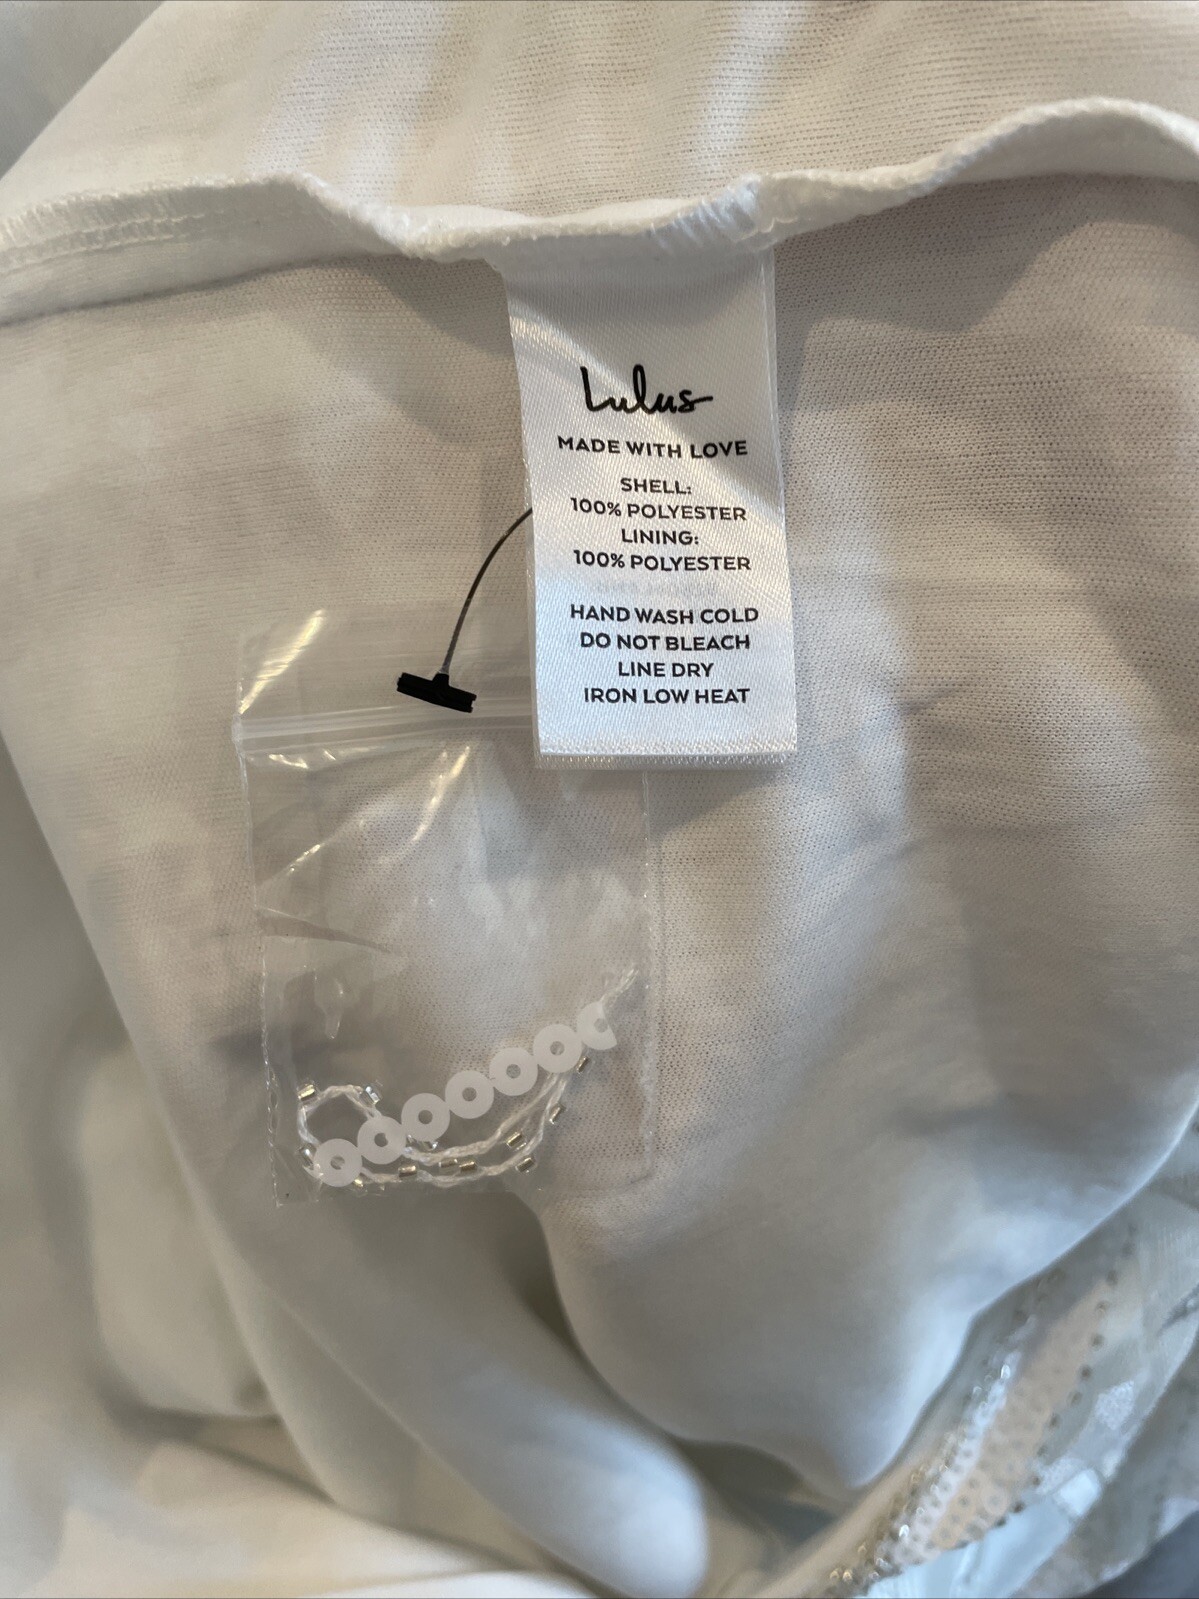 Lulus
MADE WITH LOVE
SHELL:
100% POLYESTER
LINING:
100% POLYESTER
HAND WASH COLD
DO NOT BLEACH
LINE DRY
IRON LOW HEAT